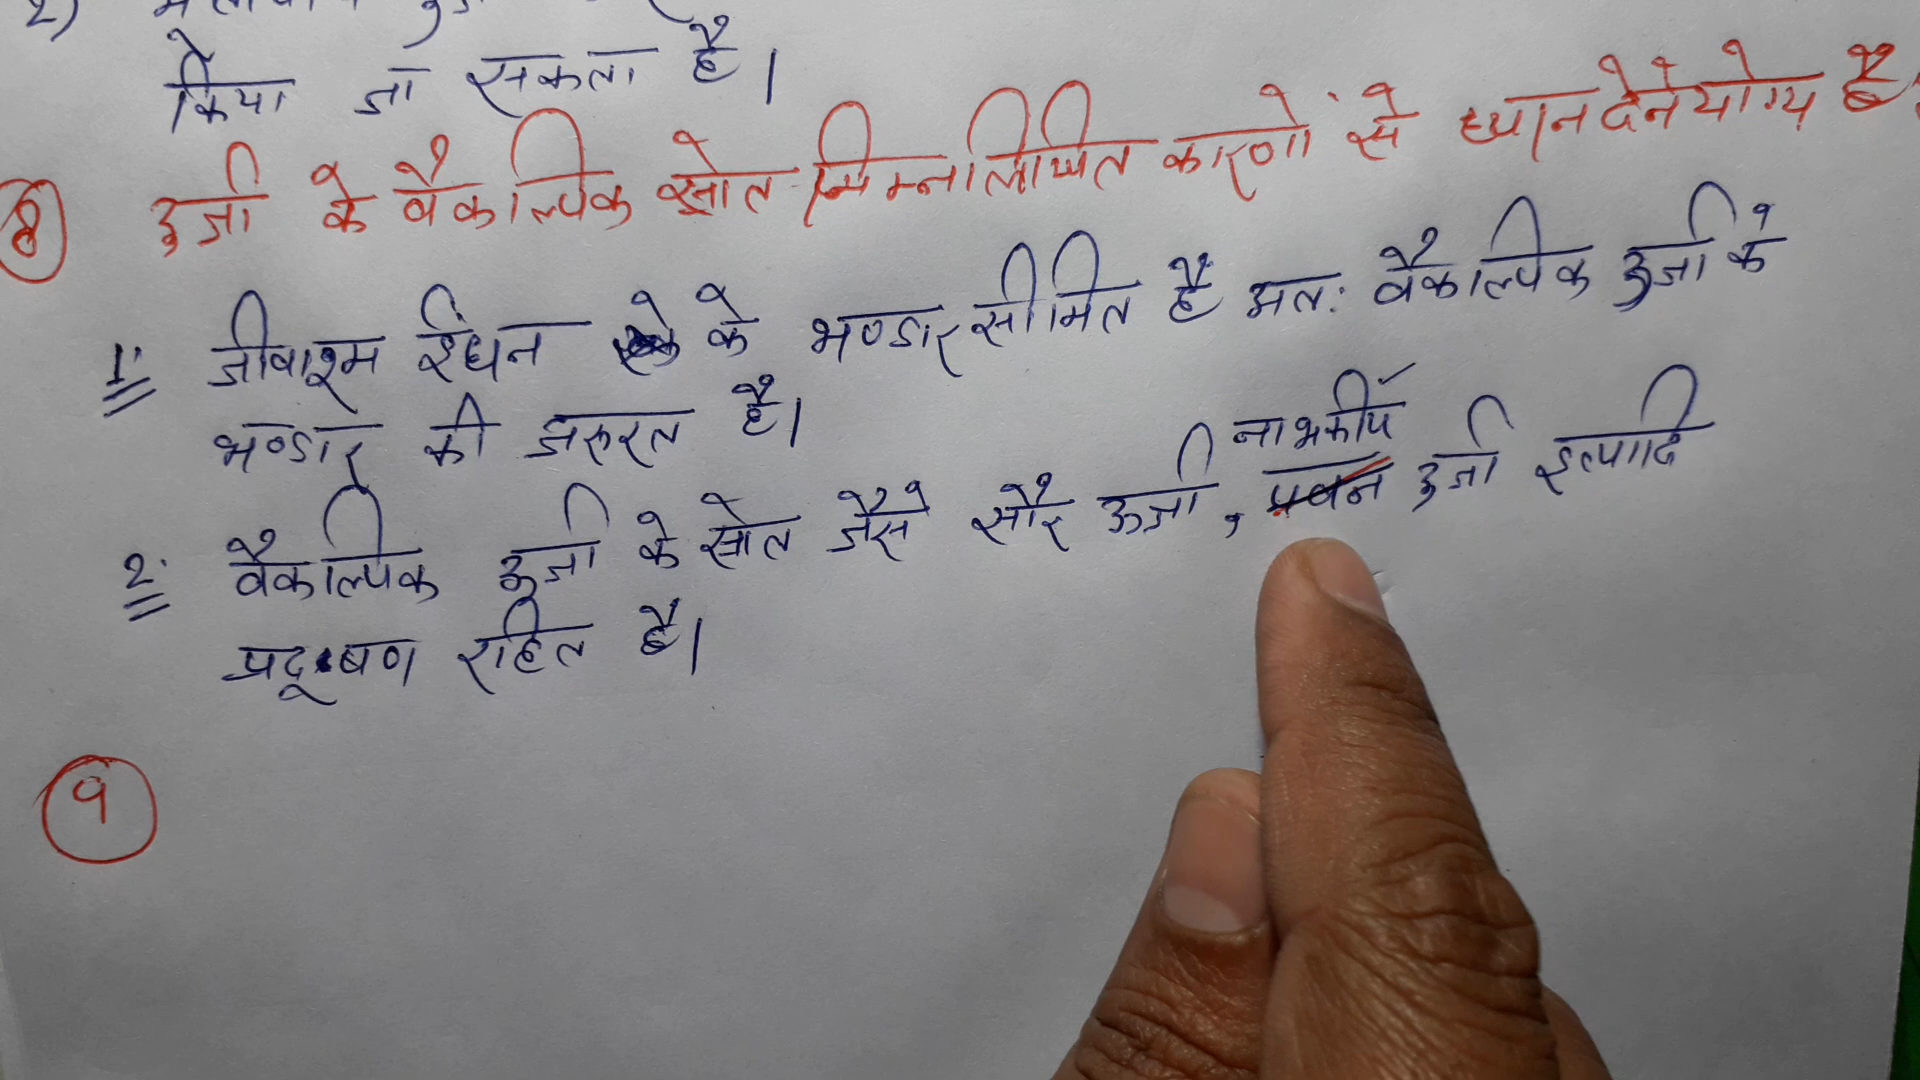 2)
किया जा सकता है।
8 ऊर्जा के वैकल्पिक स्रोत निम्नलिखित कारणों से ध्यान देने योग्य है
1. जीवाश्म ईंधन के भण्डार सीमित है अतः वैकल्पिक ऊर्जा के
भण्डार की जरुरत है।
नाभकीय
2. वैकल्पिक ऊर्जा के स्रोत जैसे सौर ऊर्जा, पवन ऊर्जा इत्यादि
प्रदूषण रहित है।
9